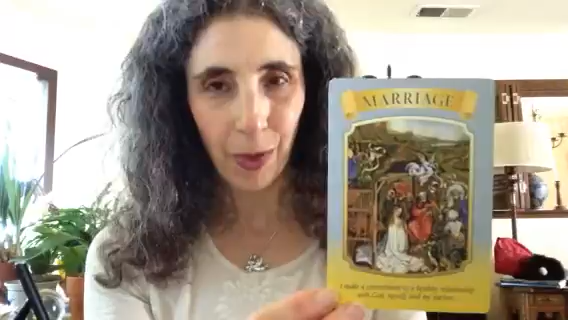 MARRIAGE
I make a commitment to a healthy relationship
with God, myself and my partner.